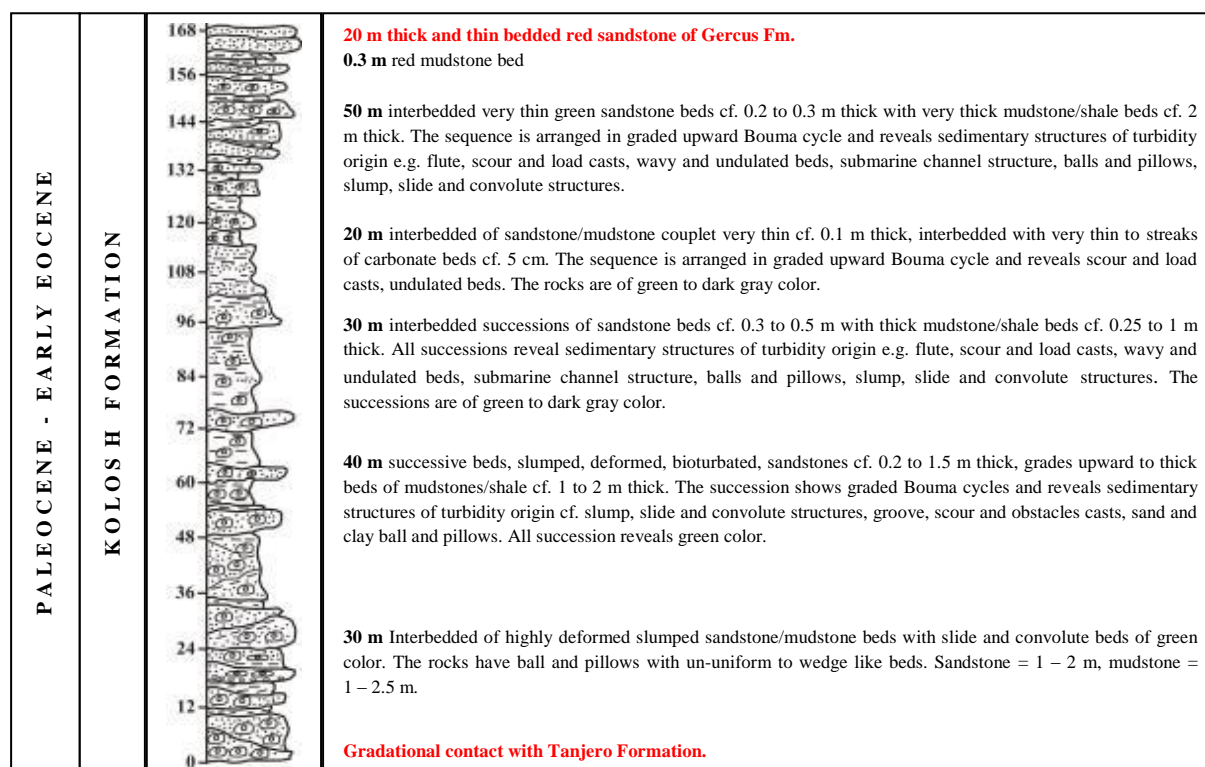 PALEOCENE - EARLY EOCENE
KOLOSH FORMATION
168
156
144
132
120
108
96
84
72
60
48
36
24
12
0
20 m thick and thin bedded red sandstone of Gercus Fm.
0.3 m red mudstone bed
50 m interbedded very thin green sandstone beds cf. 0.2 to 0.3 m thick with very thick mudstone/shale beds cf. 2
m thick. The sequence is arranged in graded upward Bouma cycle and reveals sedimentary structures of turbidity
origin e.g. flute, scour and load casts, wavy and undulated beds, submarine channel structure, balls and pillows,
slump, slide and convolute structures.
20 m interbedded of sandstone/mudstone couplet very thin cf. 0.1 m thick, interbedded with very thin to streaks
of carbonate beds cf. 5 cm. The sequence is arranged in graded upward Bouma cycle and reveals scour and load
casts, undulated beds. The rocks are of green to dark gray color.
30 m interbedded successions of sandstone beds cf. 0.3 to 0.5 m with thick mudstone/shale beds cf. 0.25 to 1 m
thick. All successions reveal sedimentary structures of turbidity origin e.g. flute, scour and load casts, wavy and
undulated beds, submarine channel structure, balls and pillows, slump, slide and convolute structures. The
successions are of green to dark gray color.
40 m successive beds, slumped, deformed, bioturbated, sandstones cf. 0.2 to 1.5 m thick, grades upward to thick
beds of mudstones/shale cf. 1 to 2 m thick. The succession shows graded Bouma cycles and reveals sedimentary
structures of turbidity origin cf. slump, slide and convolute structures, groove, scour and obstacles casts, sand and
clay ball and pillows. All succession reveals green color.
30 m Interbedded of highly deformed slumped sandstone/mudstone beds with slide and convolute beds of green
color. The rocks have ball and pillows with un-uniform to wedge like beds. Sandstone = 1 – 2 m, mudstone =
1 – 2.5 m.
Gradational contact with Tanjero Formation.